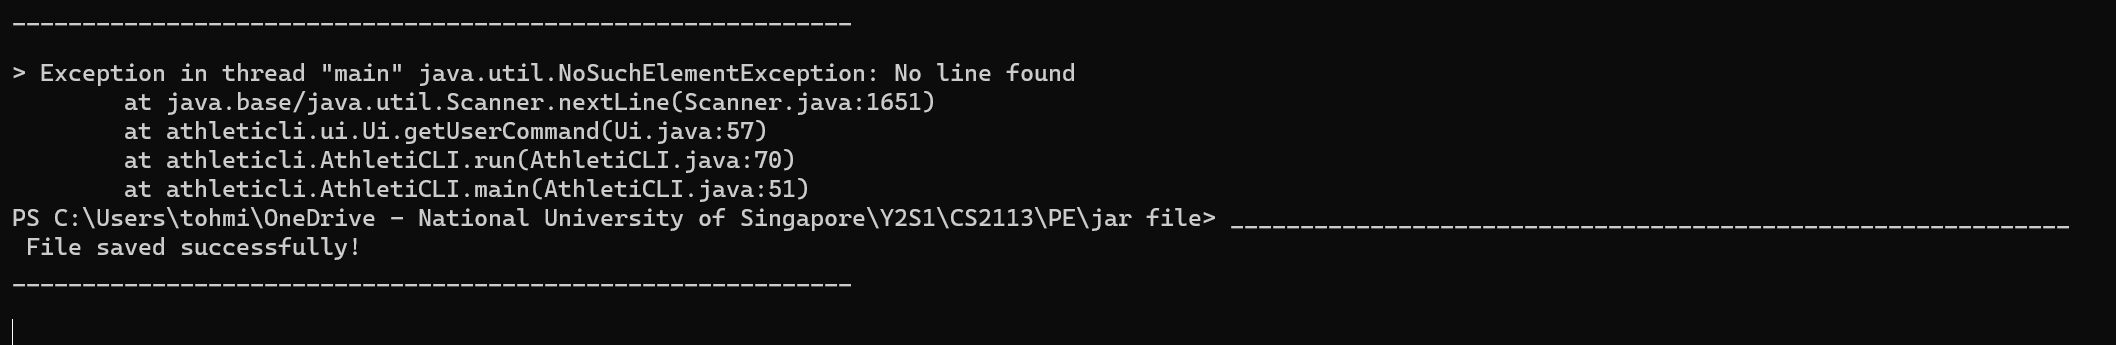 ____________________________________________________________
> Exception in thread "main" java.util.NoSuchElementException: No line found
        at java.base/java.util.Scanner.nextLine(Scanner.java:1651)
        at athleticli.ui.Ui.getUserCommand(Ui.java:57)
        at athleticli.AthletiCLI.run(AthletiCLI.java:70)
        at athleticli.AthletiCLI.main(AthletiCLI.java:51)
PS C:\Users\tohmi\OneDrive - National University of Singapore\Y2S1\CS2113\PE\jar file> ____________________________________________________________
 File saved successfully!
____________________________________________________________